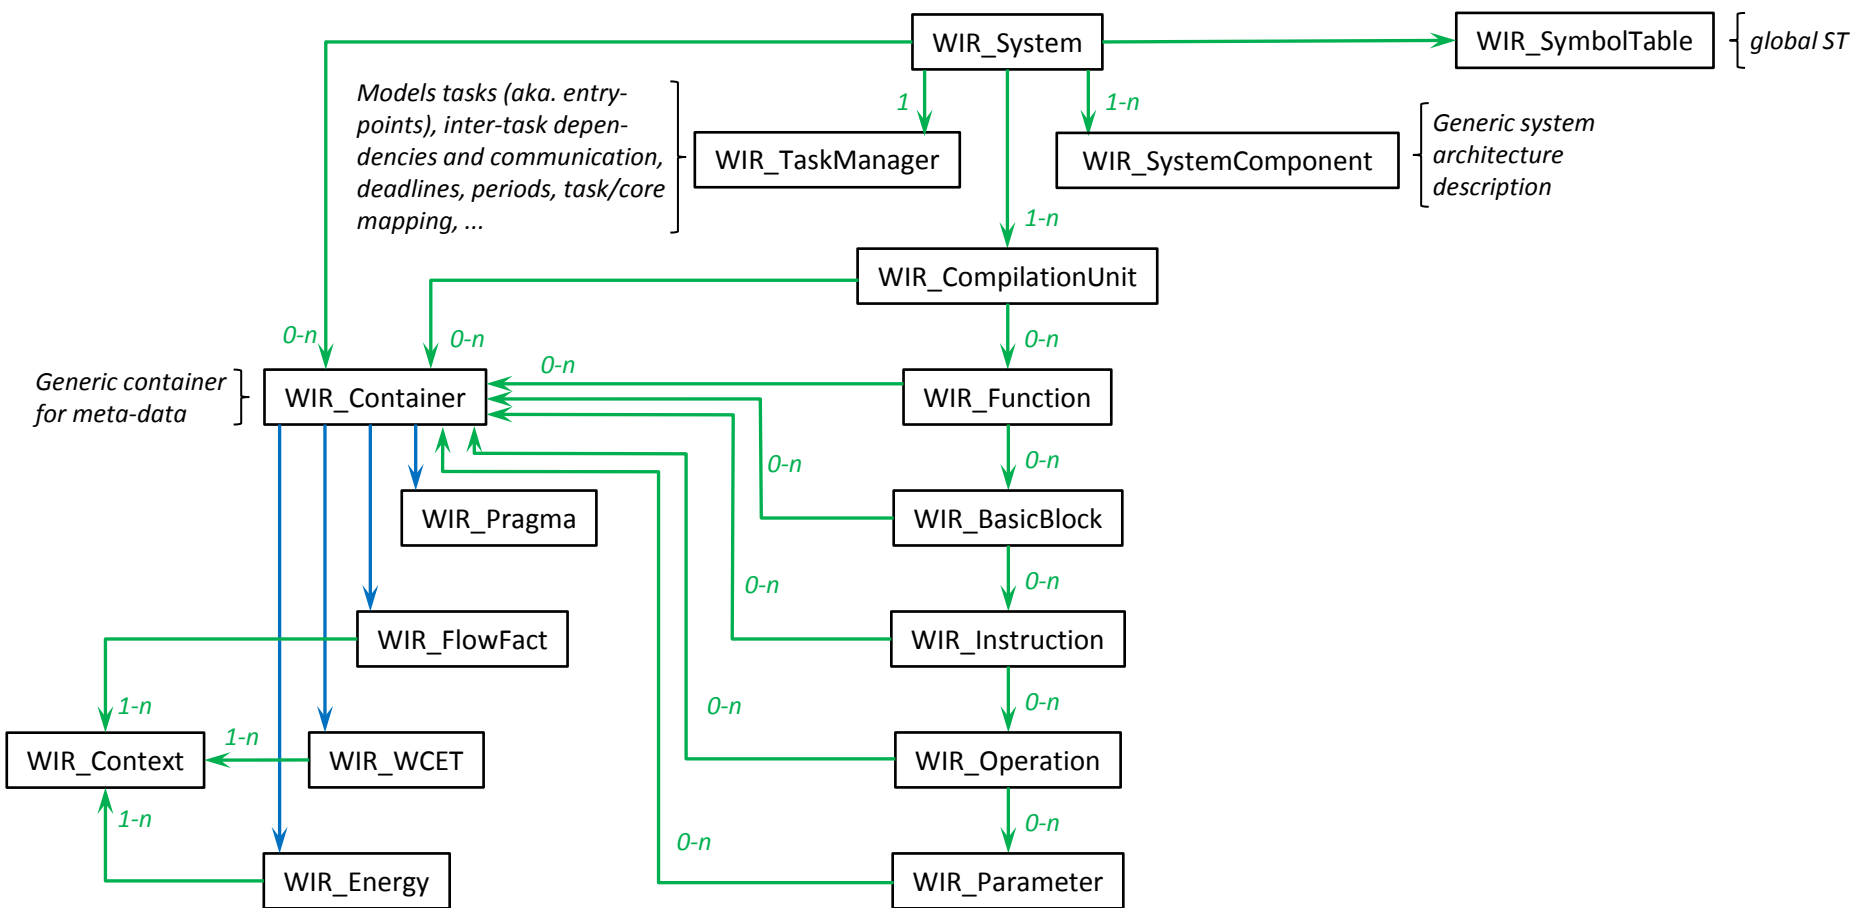 WIR_System
WIR_SymbolTable
global ST
Models tasks (aka. entry-
points), inter-task depen-
dencies and communication,
deadlines, periods, task/core
mapping, ...
1
1-n
WIR_TaskManager
WIR_SystemComponent
Generic system
architecture
description
1-n
WIR_CompilationUnit
0-n
0-n
0-n
0-n
Generic container
for meta-data
WIR_Container
WIR_Function
0-n
0-n
WIR_Pragma
WIR_BasicBlock
0-n
0-n
WIR_FlowFact
WIR_Instruction
1-n
0-n
0-n
1-n
WIR_Context
WIR_WCET
WIR_Operation
1-n
0-n
0-n
WIR_Energy
WIR_Parameter